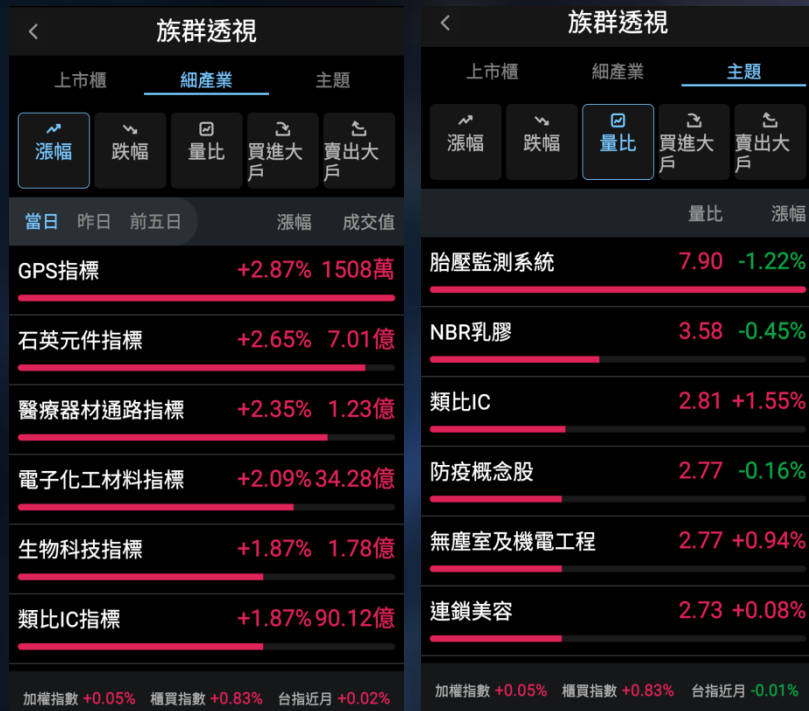 族群透視
上市櫃 細產業 主題
漲幅 跌幅 量比 買進大戶 賣出大戶
當日 昨日 前五日 漲幅 成交值
GPS指標 +2.87% 1508萬
石英元件指標 +2.65% 7.01億
醫療器材通路指標 +2.35% 1.23億
電子化工材料指標 +2.09% 34.28億
生物科技指標 +1.87% 1.78億
類比IC指標 +1.87% 90.12億
加權指數 +0.05% 櫃買指數 +0.83% 台指近月 +0.02%
族群透視
上市櫃 細產業 主題
漲幅 跌幅 量比 買進大戶 賣出大戶
量比 漲幅
胎壓監測系統 7.90 -1.22%
NBR乳膠 3.58 -0.45%
類比IC 2.81 +1.55%
防疫概念股 2.77 -0.16%
無塵室及機電工程 2.77 +0.94%
連鎖美容 2.73 +0.08%
加權指數 +0.05% 櫃買指數 +0.83% 台指近月 -0.01%